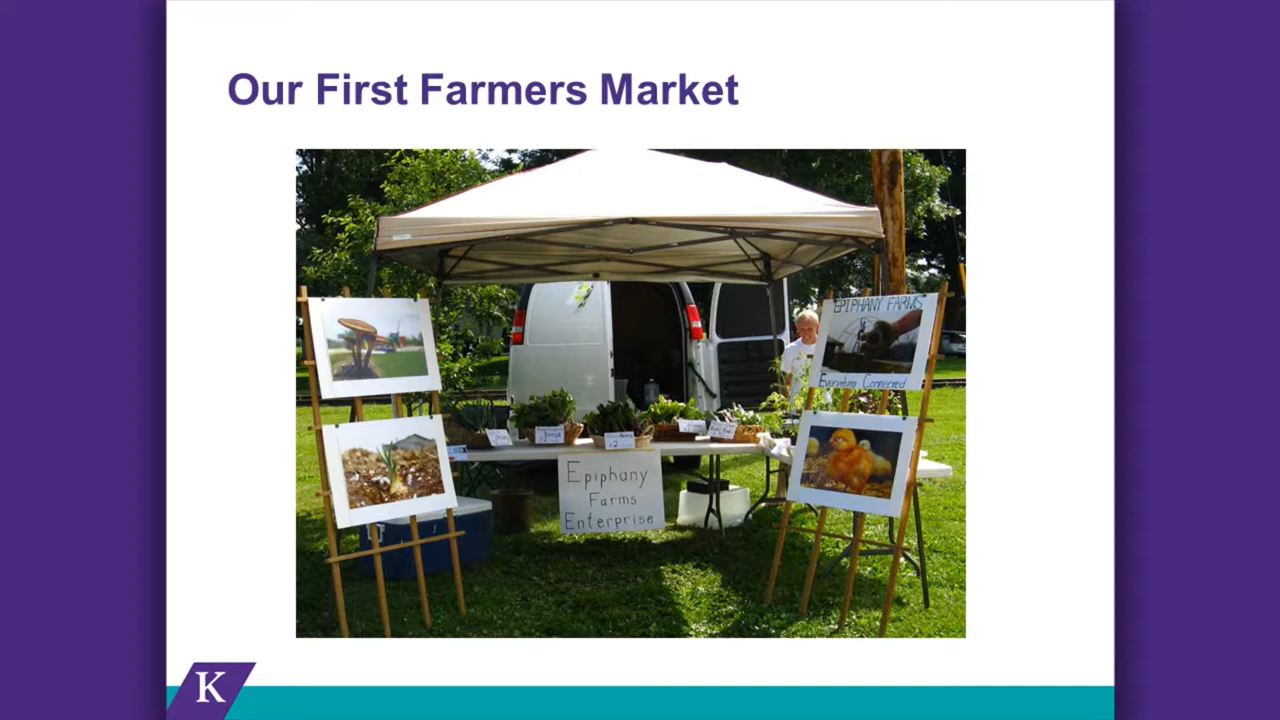 Our First Farmers Market
EPIPHANY FARMS
Everything Connected
Epiphany
Farms
Enterprise
K